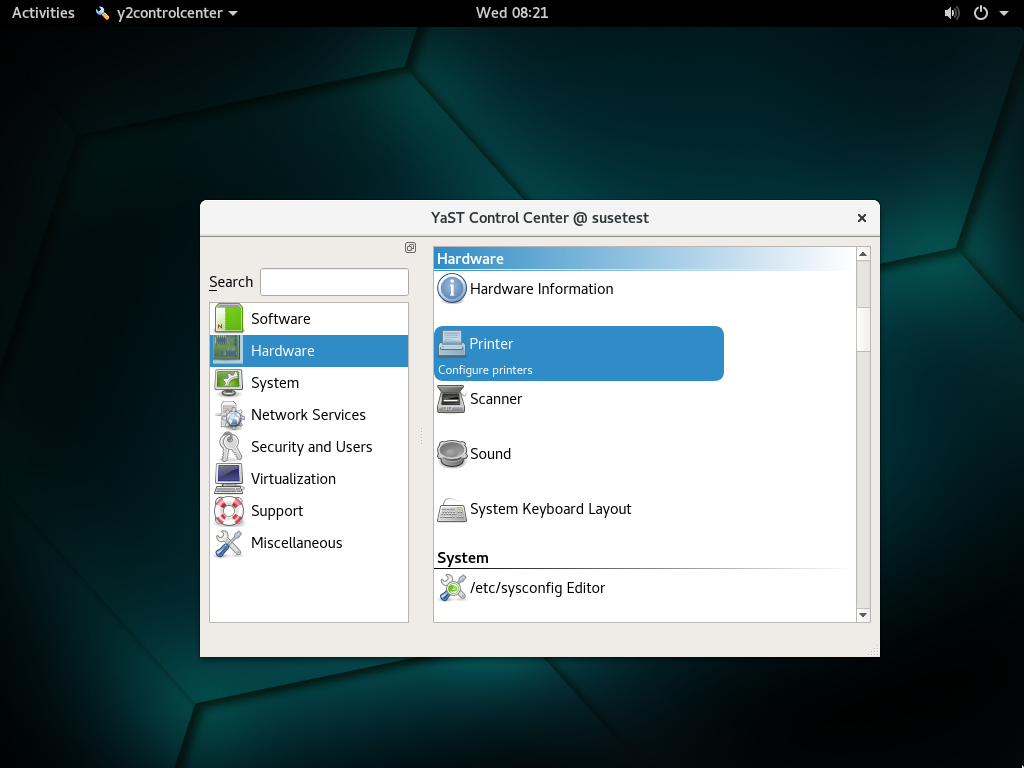 Activities y2controlcenter Wed 08:21
YaST Control Center @ susetest
Search
Software
Hardware
System
Network Services
Security and Users
Virtualization
Support
Miscellaneous
Hardware
Hardware Information
Printer
Configure printers
Scanner
Sound
System Keyboard Layout
System
/etc/sysconfig Editor